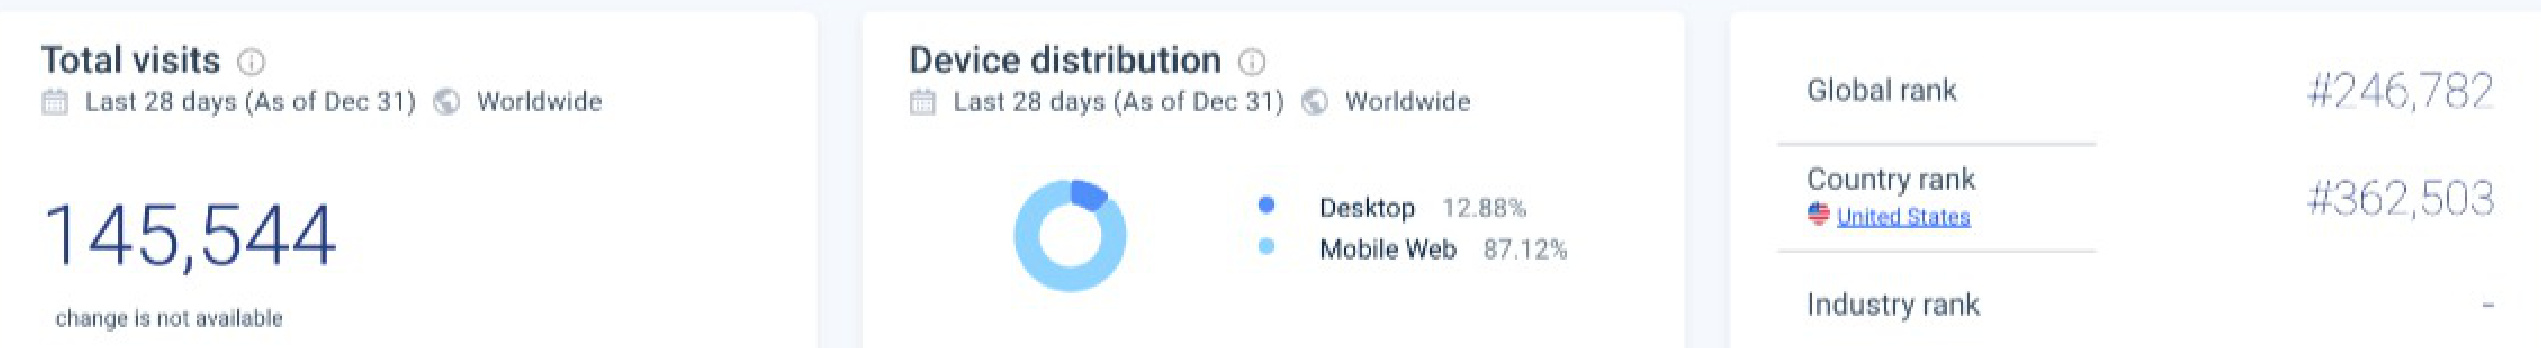 Total visits
Last 28 days (As of Dec 31) Worldwide
145,544
change is not available
Device distribution
Last 28 days (As of Dec 31) Worldwide
Desktop 12.88%
Mobile Web 87.12%
Global rank #246,782
Country rank #362,503
United States
Industry rank -